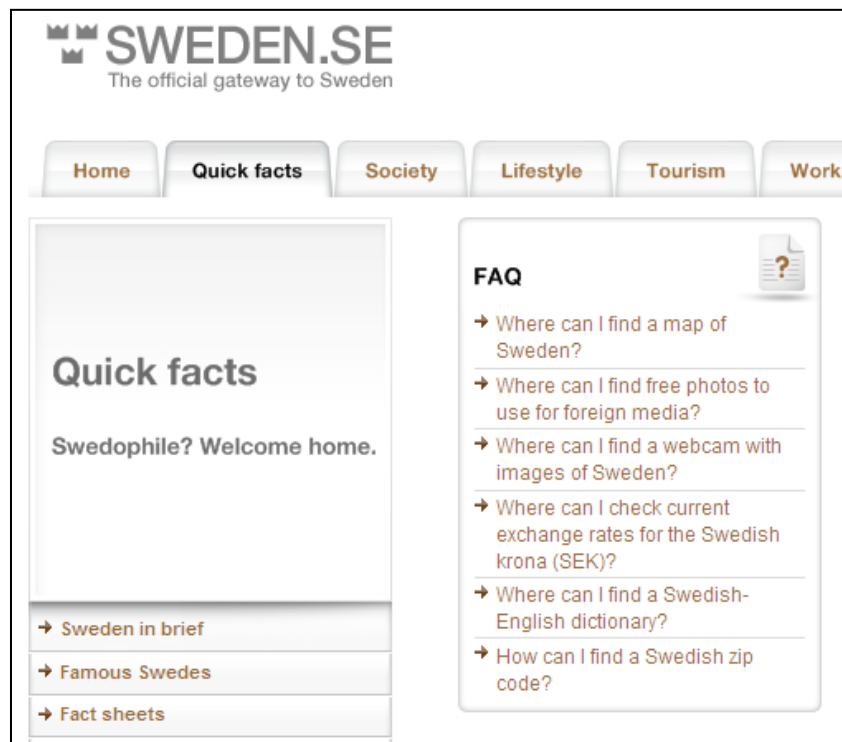 SWEDEN.SE
The official gateway to Sweden
Home Quick facts Society Lifestyle Tourism Work
Quick facts
Swedophile? Welcome home.
Sweden in brief
Famous Swedes
Fact sheets
FAQ
?
Where can I find a map of
Sweden?
Where can I find free photos to
use for foreign media?
Where can I find a webcam with
images of Sweden?
Where can I check current
exchange rates for the Swedish
krona (SEK)?
Where can I find a Swedish-
English dictionary?
How can I find a Swedish zip
code?